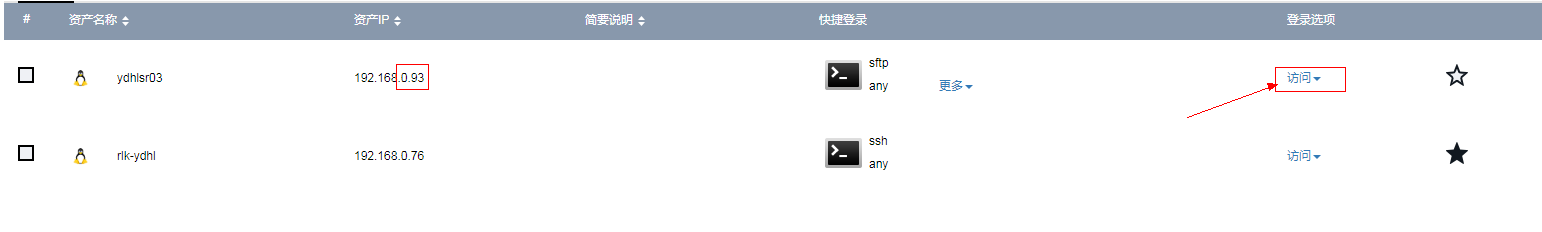 # 资产名称 资产IP 简要说明 快捷登录 登录选项
ydhlsr03 192.168.0.93 sftp 访问
any 更多
rlk-ydhl 192.168.0.76 ssh 访问
any